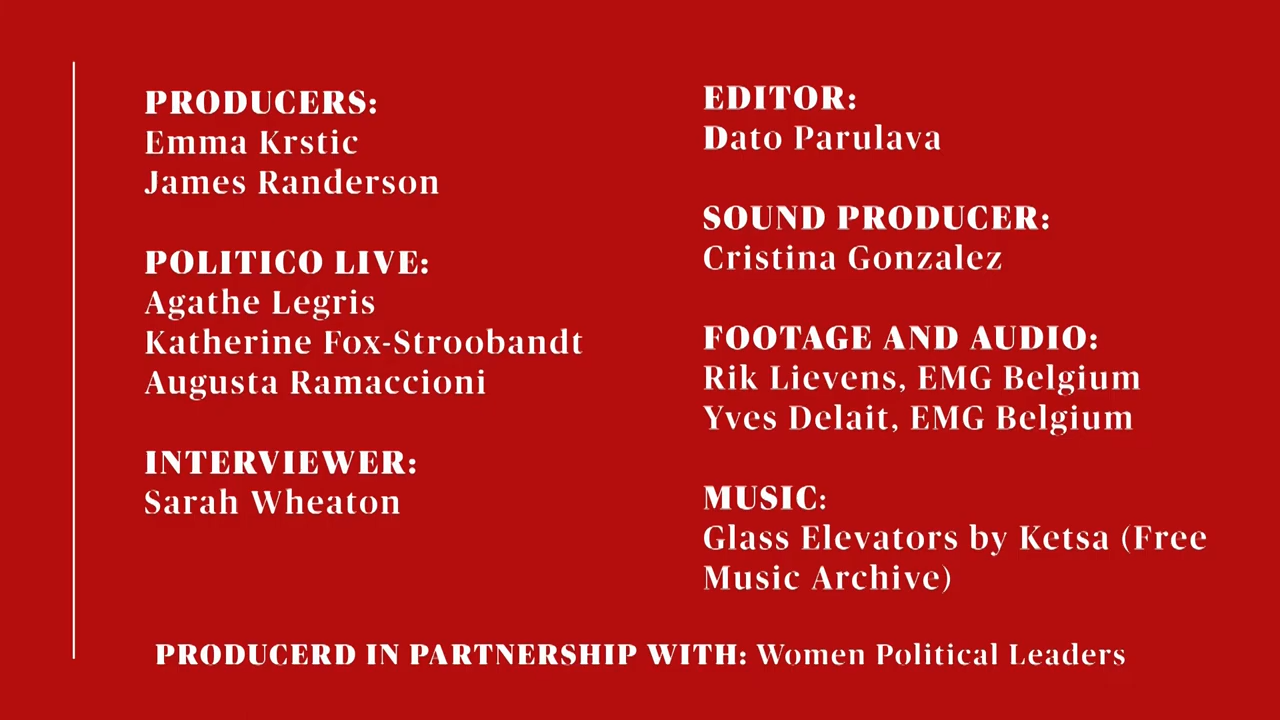 PRODUCERS:
Emma Krstic
James Randerson
POLITICO LIVE:
Agathe Legris
Katherine Fox-Stroobandt
Augusta Ramaccioni
INTERVIEWER:
Sarah Wheaton
EDITOR:
Dato Parulava
SOUND PRODUCER:
Cristina Gonzalez
FOOTAGE AND AUDIO:
Rik Lievens, EMG Belgium
Yves Delait, EMG Belgium
MUSIC:
Glass Elevators by Ketsa (Free
Music Archive)
PRODUCERD IN PARTNERSHIP WITH: Women Political Leaders